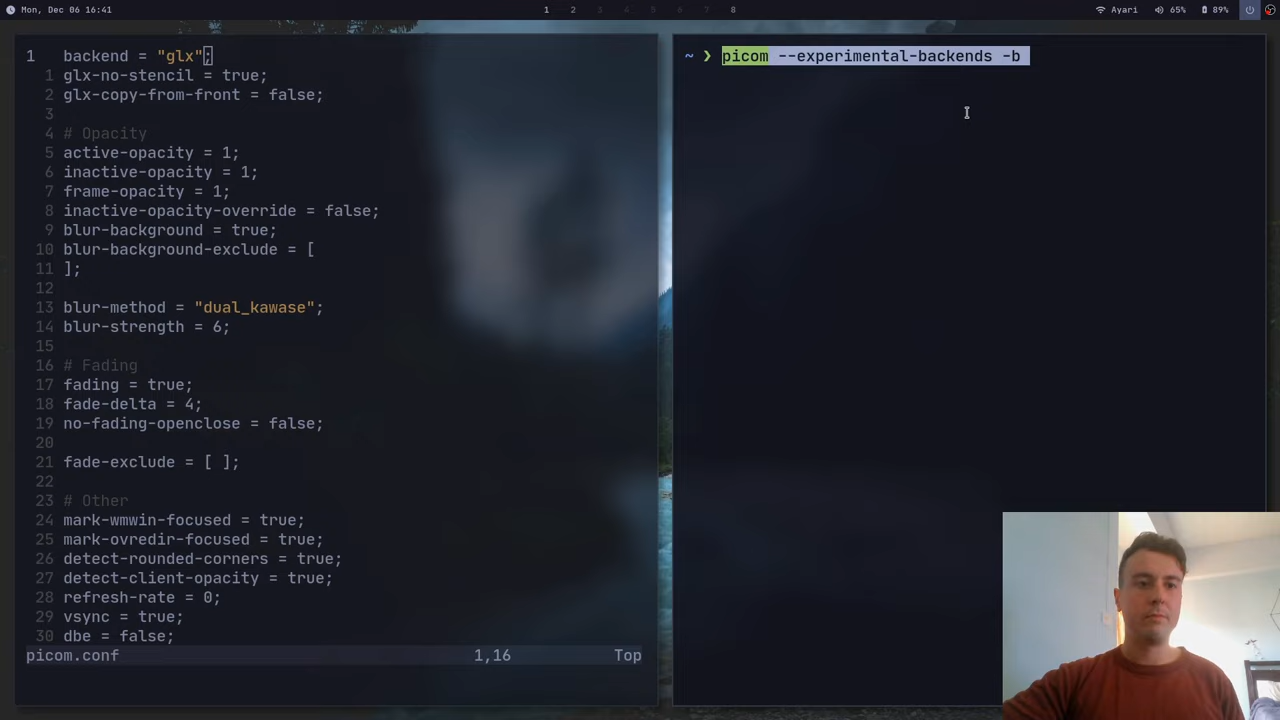 Mon, Dec 06 16:41
1 2 3 4 5 6 7 8
Ayari 65% 89%
1 backend = "glx";
1 glx-no-stencil = true;
2 glx-copy-from-front = false;
3
4 # Opacity
5 active-opacity = 1;
6 inactive-opacity = 1;
7 frame-opacity = 1;
8 inactive-opacity-override = false;
9 blur-background = true;
10 blur-background-exclude = [
11 ];
12
13 blur-method = "dual_kawase";
14 blur-strength = 6;
15
16 # Fading
17 fading = true;
18 fade-delta = 4;
19 no-fading-openclose = false;
20
21 fade-exclude = [ ];
22
23 # Other
24 mark-wmwin-focused = true;
25 mark-ovredir-focused = true;
26 detect-rounded-corners = true;
27 detect-client-opacity = true;
28 refresh-rate = 0;
29 vsync = true;
30 dbe = false;
picom.conf 1,16 Top
~ ❯ picom --experimental-backends -b